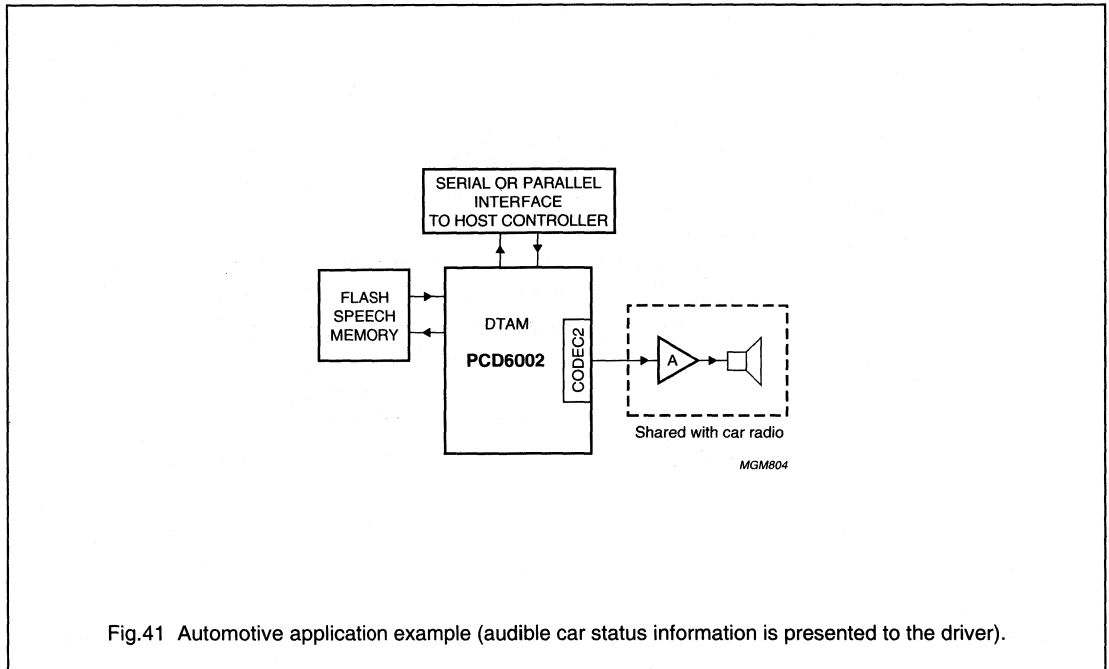 SERIAL OR PARALLEL
INTERFACE
TO HOST CONTROLLER
FLASH
SPEECH
MEMORY
DTAM
PCD6002
CODEC2
A
Shared with car radio
MGM804
Fig.41 Automotive application example (audible car status information is presented to the driver).